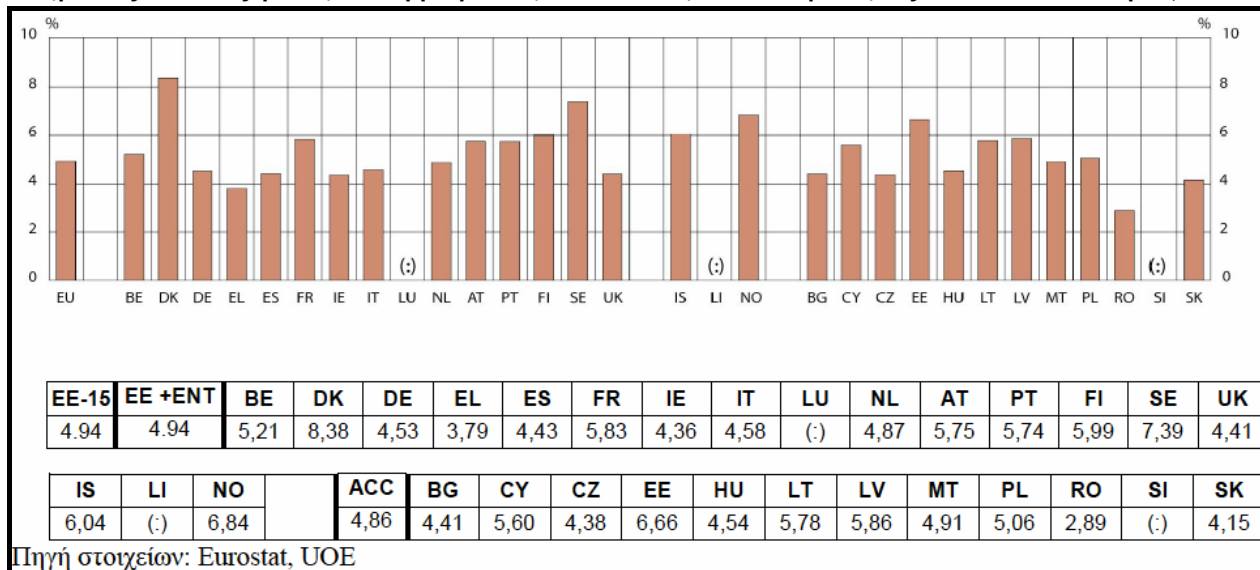 % %
10 10
8 8
6 6
4 4
2 2
(:) (:) (:)
0 0
EU BE DK DE EL ES FR IE IT LU NL AT PT FI SE UK IS LI NO BG CY CZ EE HU LT LV MT PL RO SI SK
EE-15 EE +ENT BE DK DE EL ES FR IE IT LU NL AT PT FI SE UK
4.94 4.94 5,21 8,38 4,53 3,79 4,43 5,83 4,36 4,58 (:) 4,87 5,75 5,74 5,99 7,39 4,41
IS LI NO ACC BG CY CZ EE HU LT LV MT PL RO SI SK
6,04 (:) 6,84 4,86 4,41 5,60 4,38 6,66 4,54 5,78 5,86 4,91 5,06 2,89 (:) 4,15
Πηγή στοιχείων: Eurostat, UOE